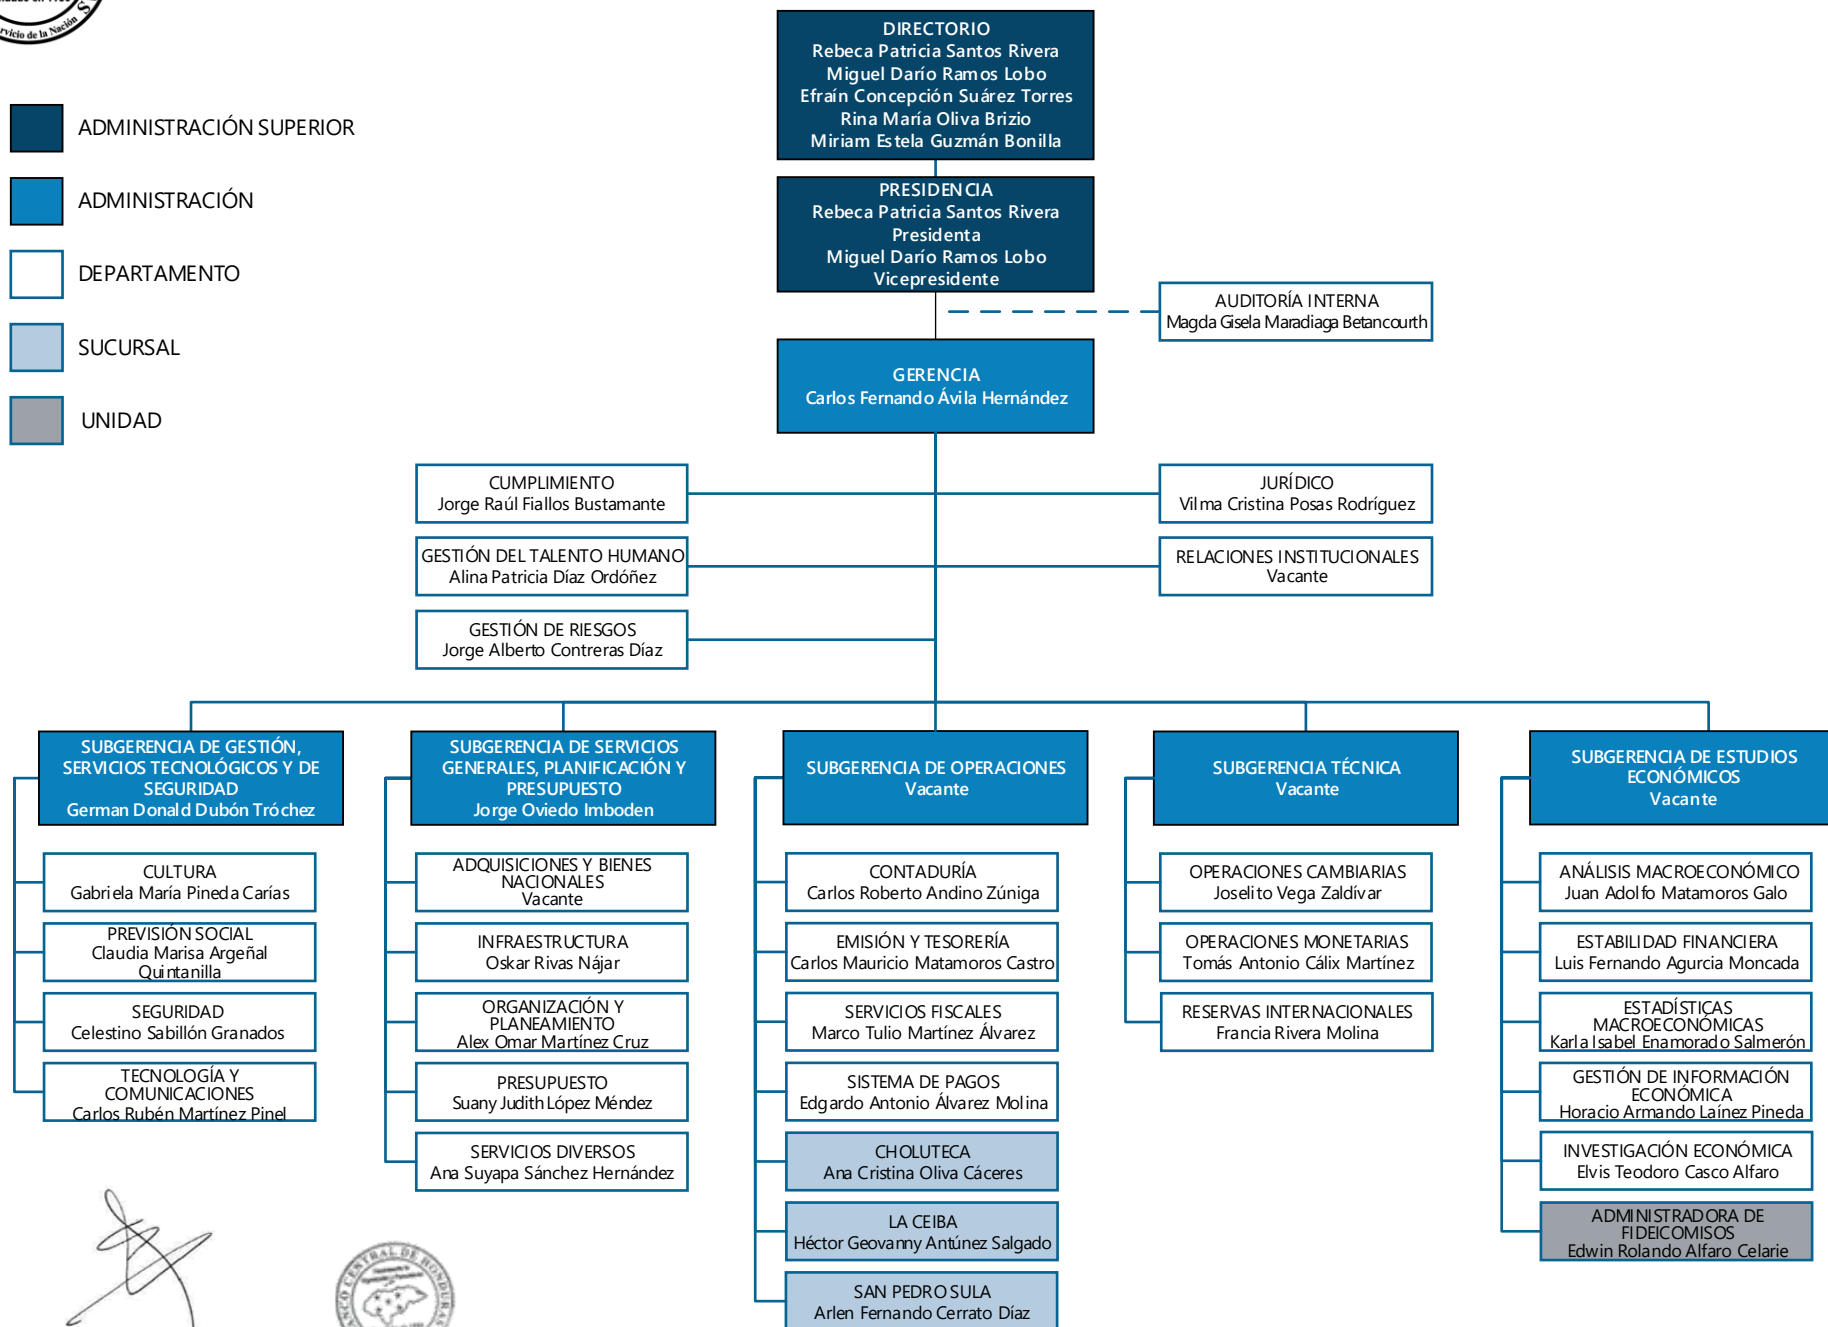 Servicio de la Nación
DIRECTORIO
Rebeca Patricia Santos Rivera
Miguel Darío Ramos Lobo
Efraín Concepción Suárez Torres
Rina María Oliva Brizio
Miriam Estela Guzmán Bonilla
ADMINISTRACIÓN SUPERIOR
ADMINISTRACIÓN
DEPARTAMENTO
SUCURSAL
UNIDAD
PRESIDENCIA
Rebeca Patricia Santos Rivera
Presidenta
Miguel Darío Ramos Lobo
Vicepresidente
AUDITORÍA INTERNA
Magda Gisela Maradiaga Betancourth
GERENCIA
Carlos Fernando Ávila Hernández
CUMPLIMIENTO
Jorge Raúl Fiallos Bustamante
JURÍDICO
Vilma Cristina Posas Rodríguez
GESTIÓN DEL TALENTO HUMANO
Alina Patricia Díaz Ordóñez
RELACIONES INSTITUCIONALES
Vacante
GESTIÓN DE RIESGOS
Jorge Alberto Contreras Díaz
SUBGERENCIA DE GESTIÓN,
SERVICIOS TECNOLÓGICOS Y DE
SEGURIDAD
German Donald Dubón Tróchez
CULTURA
Gabriela María Pineda Carías
PREVISIÓN SOCIAL
Claudia Marisa Argeñal
Quintanilla
SEGURIDAD
Celestino Sabillón Granados
TECNOLOGÍA Y
COMUNICACIONES
Carlos Rubén Martínez Pinel
SUBGERENCIA DE SERVICIOS
GENERALES, PLANIFICACIÓN Y
PRESUPUESTO
Jorge Oviedo Imboden
ADQUISICIONES Y BIENES
NACIONALES
Vacante
INFRAESTRUCTURA
Oskar Rivas Nájar
ORGANIZACIÓN Y
PLANEAMIENTO
Alex Omar Martínez Cruz
PRESUPUESTO
Suany Judith López Méndez
SERVICIOS DIVERSOS
Ana Suyapa Sánchez Hernández
SUBGERENCIA DE OPERACIONES
Vacante
CONTADURÍA
Carlos Roberto Andino Zúniga
EMISIÓN Y TESORERÍA
Carlos Mauricio Matamoros Castro
SERVICIOS FISCALES
Marco Tulio Martínez Álvarez
SISTEMA DE PAGOS
Edgardo Antonio Álvarez Molina
CHOLUTECA
Ana Cristina Oliva Cáceres
LA CEIBA
Héctor Geovanny Antúnez Salgado
SAN PEDRO SULA
Arlen Fernando Cerrato Díaz
SUBGERENCIA TÉCNICA
Vacante
OPERACIONES CAMBIARIAS
Joselito Vega Zaldívar
OPERACIONES MONETARIAS
Tomás Antonio Cálix Martínez
RESERVAS INTERNACIONALES
Francia Rivera Molina
SUBGERENCIA DE ESTUDIOS
ECONÓMICOS
Vacante
ANÁLISIS MACROECONÓMICO
Juan Adolfo Matamoros Galo
ESTABILIDAD FINANCIERA
Luis Fernando Agurcia Moncada
ESTADÍSTICAS
MACROECONÓMICAS
Karla Isabel Enamorado Salmerón
GESTIÓN DE INFORMACIÓN
ECONÓMICA
Horacio Armando Laínez Pineda
INVESTIGACIÓN ECONÓMICA
Elvis Teodoro Casco Alfaro
ADMINISTRADORA DE
FIDEICOMISOS
Edwin Rolando Alfaro Celarie
BANCO CENTRAL DE HONDURAS